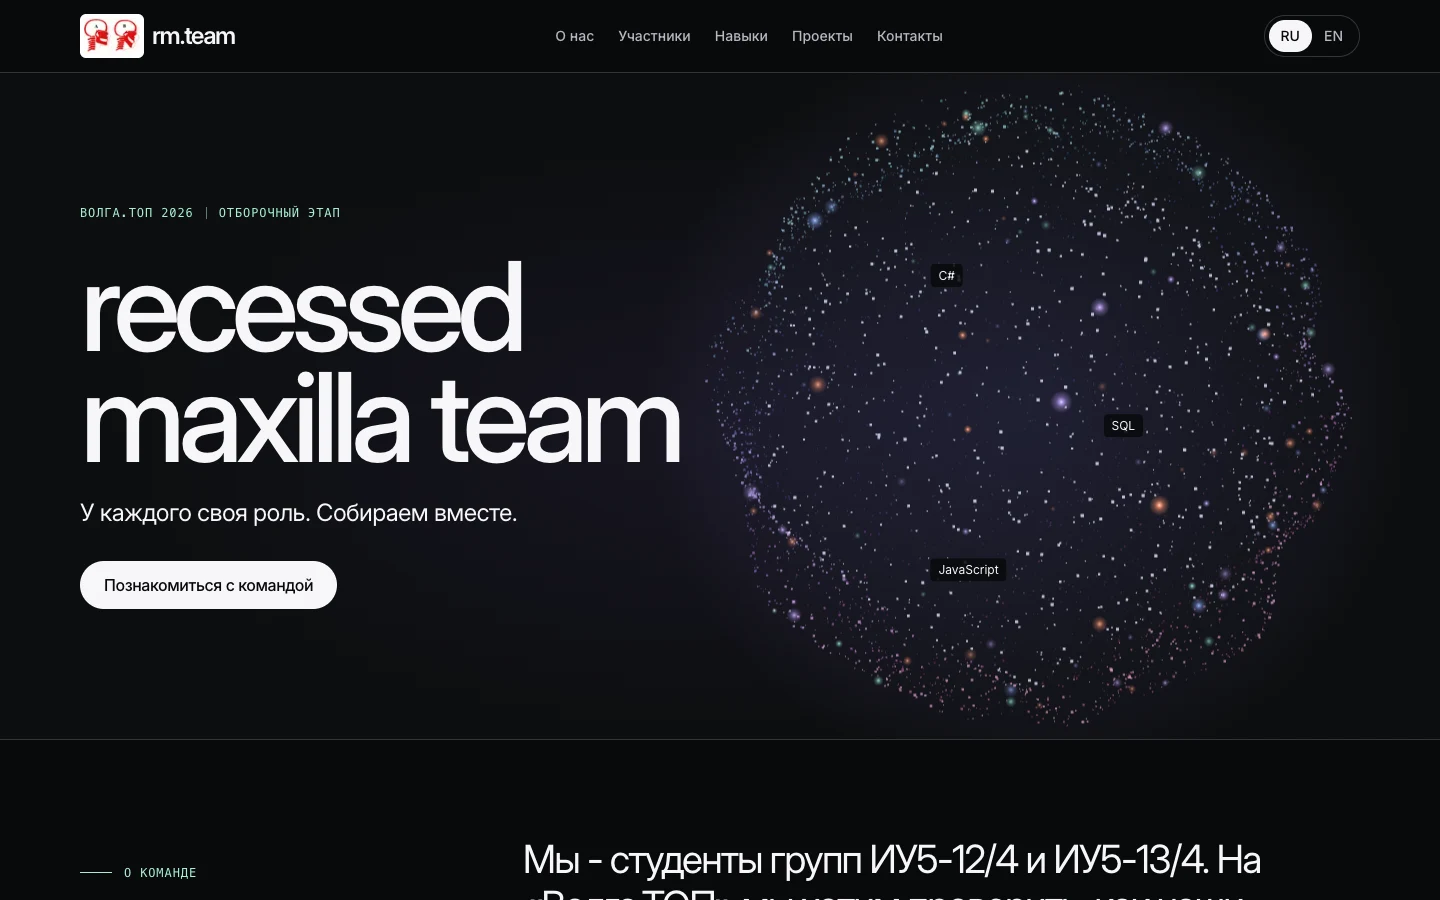 rm.team
О нас
Участники
Навыки
Проекты
Контакты
RU
EN
ВОЛГА.ТОП 2026 | ОТБОРОЧНЫЙ ЭТАП
recessed
maxilla team
У каждого своя роль. Собираем вместе.
Познакомиться с командой
C#
SQL
JavaScript
О КОМАНДЕ
Мы - студенты групп ИУ5-12/4 и ИУ5-13/4. На